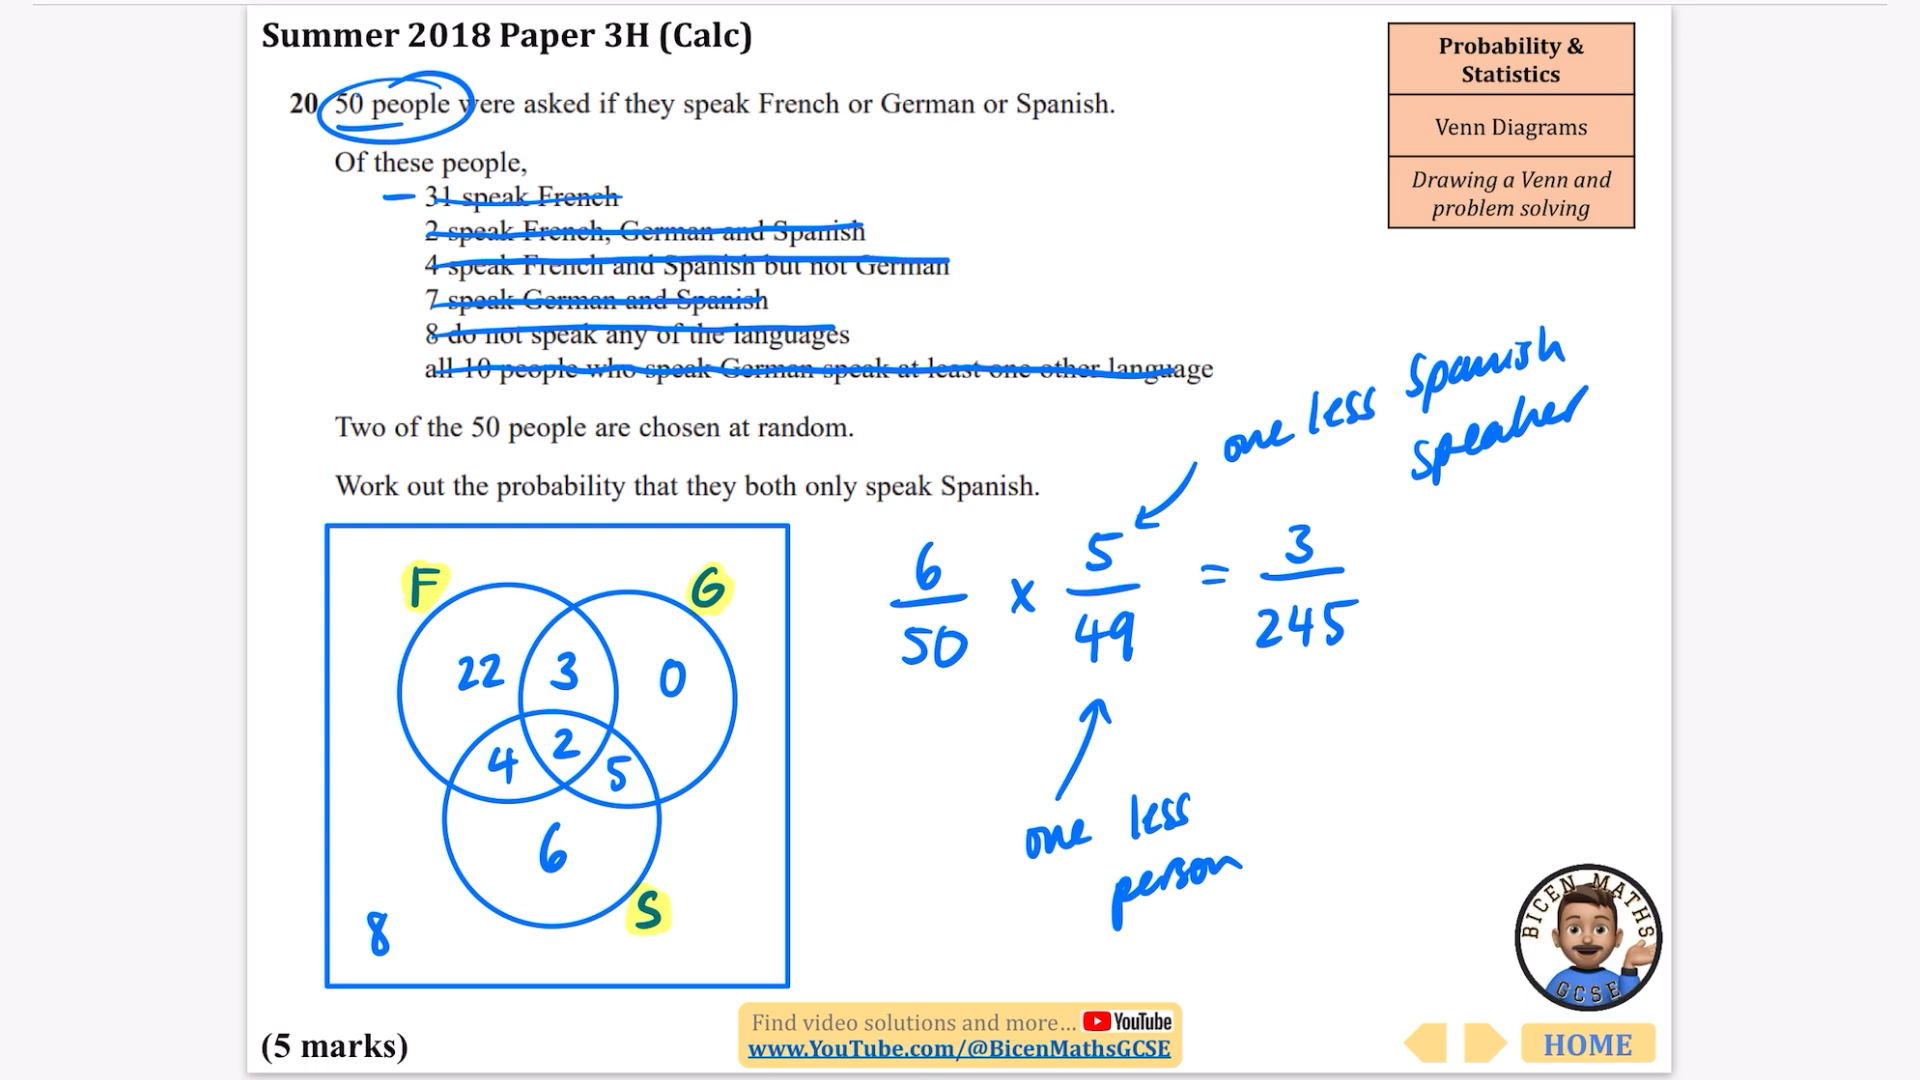 Summer 2018 Paper 3H (Calc)
Probability &
Statistics
Venn Diagrams
Drawing a Venn and
problem solving
20 50 people were asked if they speak French or German or Spanish.
Of these people,
31 speak French
2 speak French, German and Spanish
4 speak French and Spanish but not German
7 speak German and Spanish
8 do not speak any of the languages
all 10 people who speak German speak at least one other language
Two of the 50 people are chosen at random.
Work out the probability that they both only speak Spanish.
one less Spanish
speaker
6/50 × 5/49 = 3/245
one less
person
F
G
22 3 0
4 2 5
6
S
8
BICEN MATHS
GCSE
(5 marks)
Find video solutions and more... YouTube
www.YouTube.com/@BicenMathsGCSE
HOME